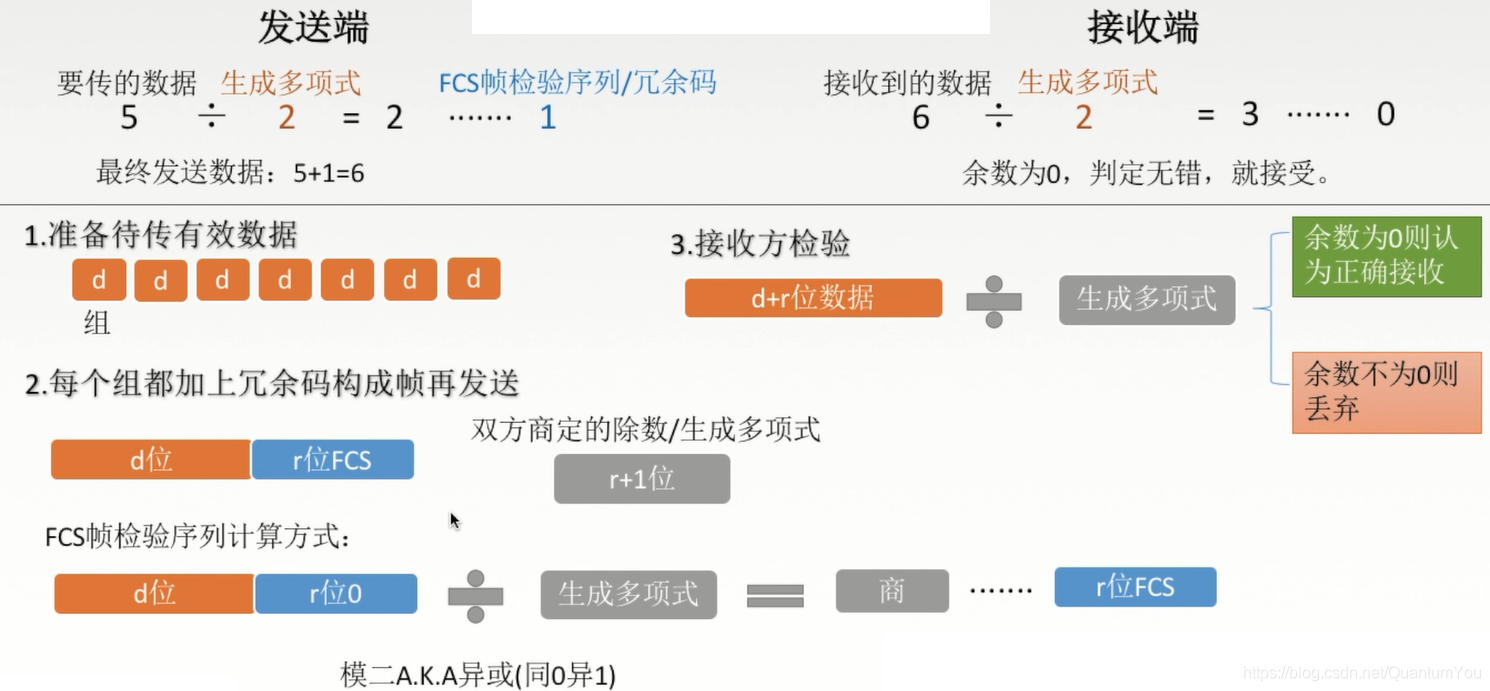 发送端
接收端
要传的数据 生成多项式 FCS帧检验序列/冗余码
5 ÷ 2 = 2 ······· 1
接收到的数据 生成多项式
6 ÷ 2 = 3 ······· 0
最终发送数据：5+1=6
余数为0，判定无错，就接受。
1.准备待传有效数据
d d d d d d d
组
3.接收方检验
d+r位数据 ÷ 生成多项式
余数为0则认
为正确接收
余数不为0则
丢弃
2.每个组都加上冗余码构成帧再发送
d位 r位FCS
双方商定的除数/生成多项式
r+1位
FCS帧检验序列计算方式：
d位 r位0 ÷ 生成多项式 = 商 ······· r位FCS
模二A.K.A异或(同0异1)
https://blog.csdn.net/QuantumYou